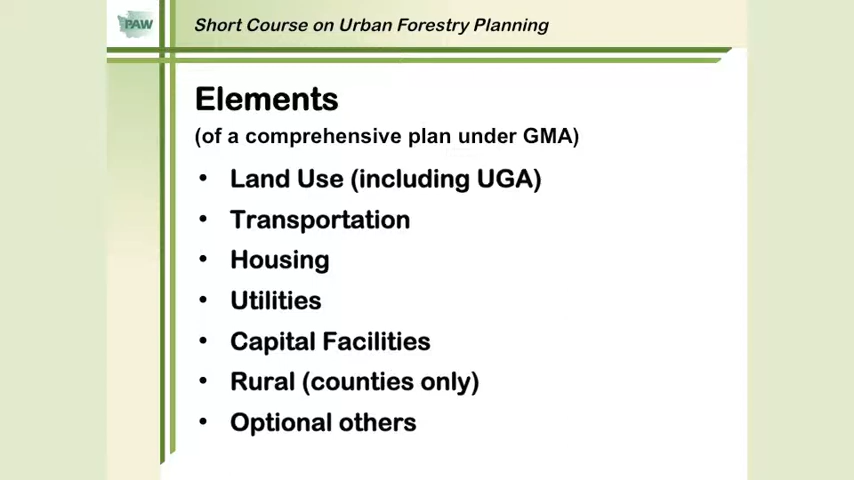 PAW
Short Course on Urban Forestry Planning
Elements
(of a comprehensive plan under GMA)
• Land Use (including UGA)
• Transportation
• Housing
• Utilities
• Capital Facilities
• Rural (counties only)
• Optional others